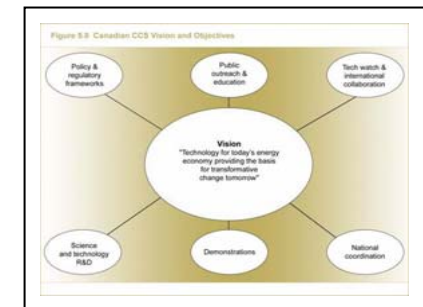 Figure 5.8 Canadian CCS Vision and Objectives
Policy &
regulatory
frameworks
Public
outreach &
education
Tech watch &
international
collaboration
Vision
"Technology for today's energy
economy providing the basis
for transformative
change tomorrow"
Science
and technology
R&D
Demonstrations
National
coordination